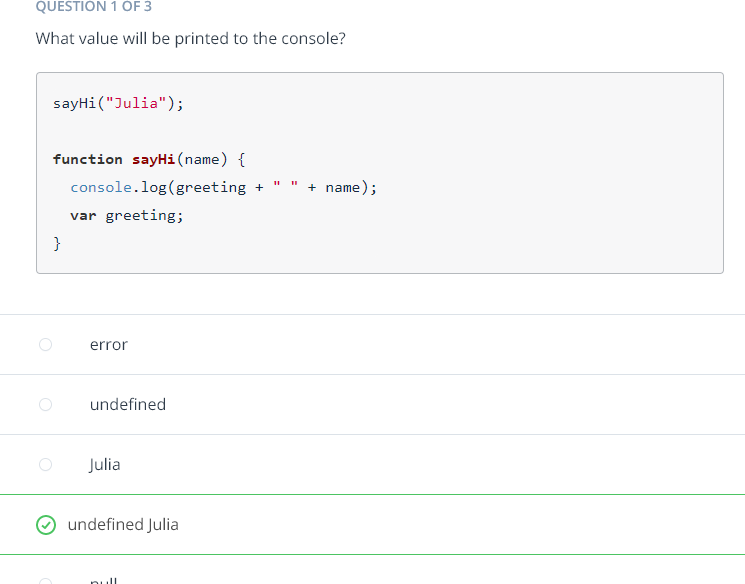 QUESTION 1 OF 3
What value will be printed to the console?
sayHi("Julia");
function sayHi(name) {
  console.log(greeting + " " + name);
  var greeting;
}
error
undefined
Julia
undefined Julia
null